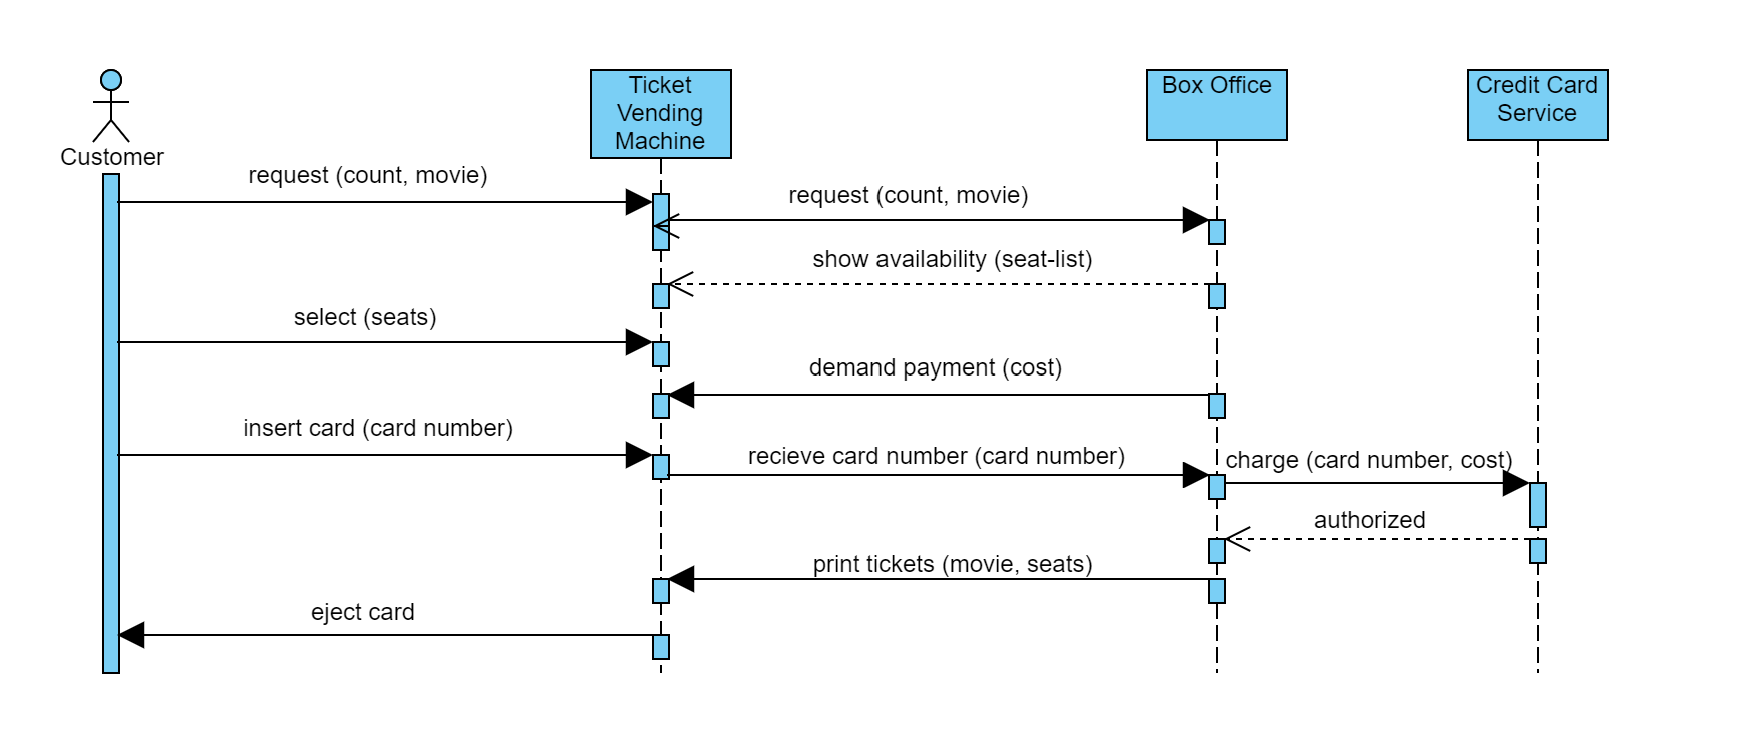 Customer
Ticket
Vending
Machine
Box Office
Credit Card
Service
request (count, movie)
request (count, movie)
show availability (seat-list)
select (seats)
demand payment (cost)
insert card (card number)
recieve card number (card number)
charge (card number, cost)
authorized
print tickets (movie, seats)
eject card